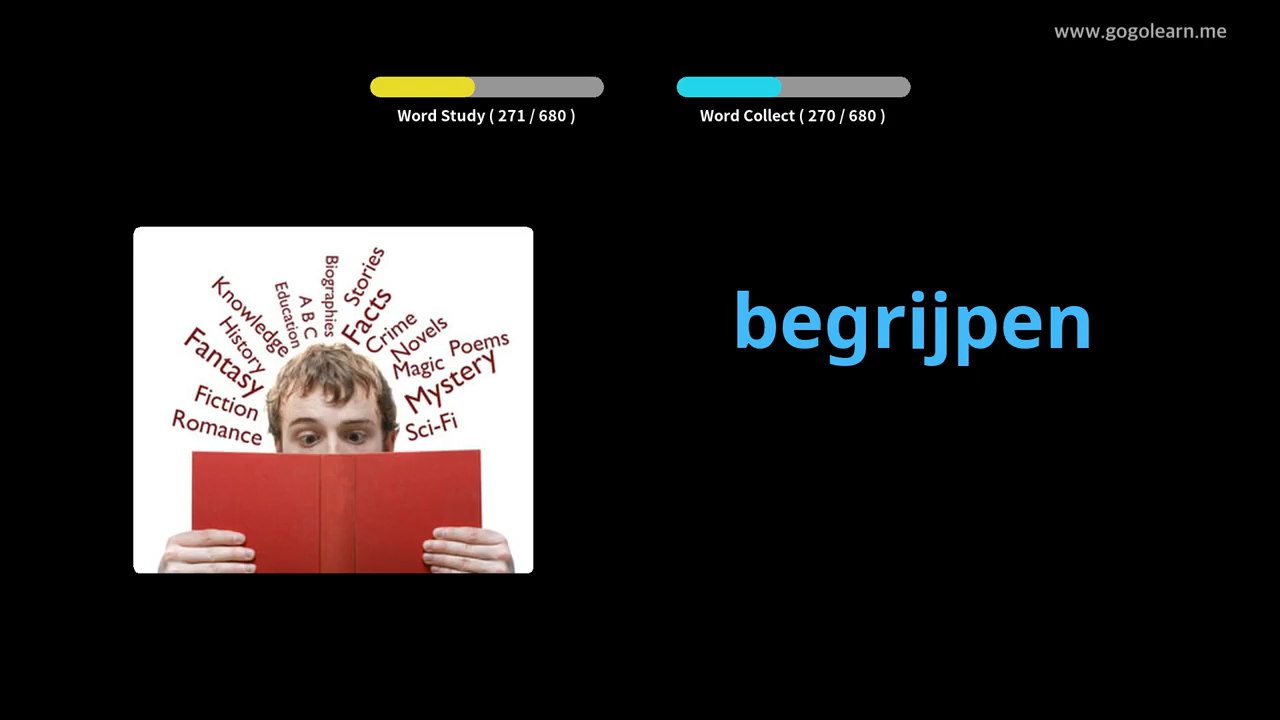 www.gogolearn.me
Word Study ( 271 / 680 )
Word Collect ( 270 / 680 )
Biographies
Stories
Knowledge
Education
A B C
Facts
History
Crime
Novels
Fantasy
Magic
Poems
Mystery
Fiction
Romance
Sci-Fi
begrijpen